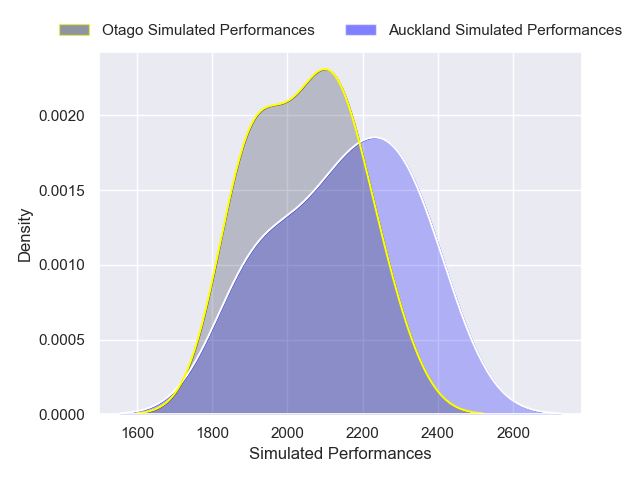 Otago Simulated Performances Auckland Simulated Performances
0.0020
0.0015
0.0010
0.0005
0.0000
Density
1600 1800 2000 2200 2400 2600
Simulated Performances